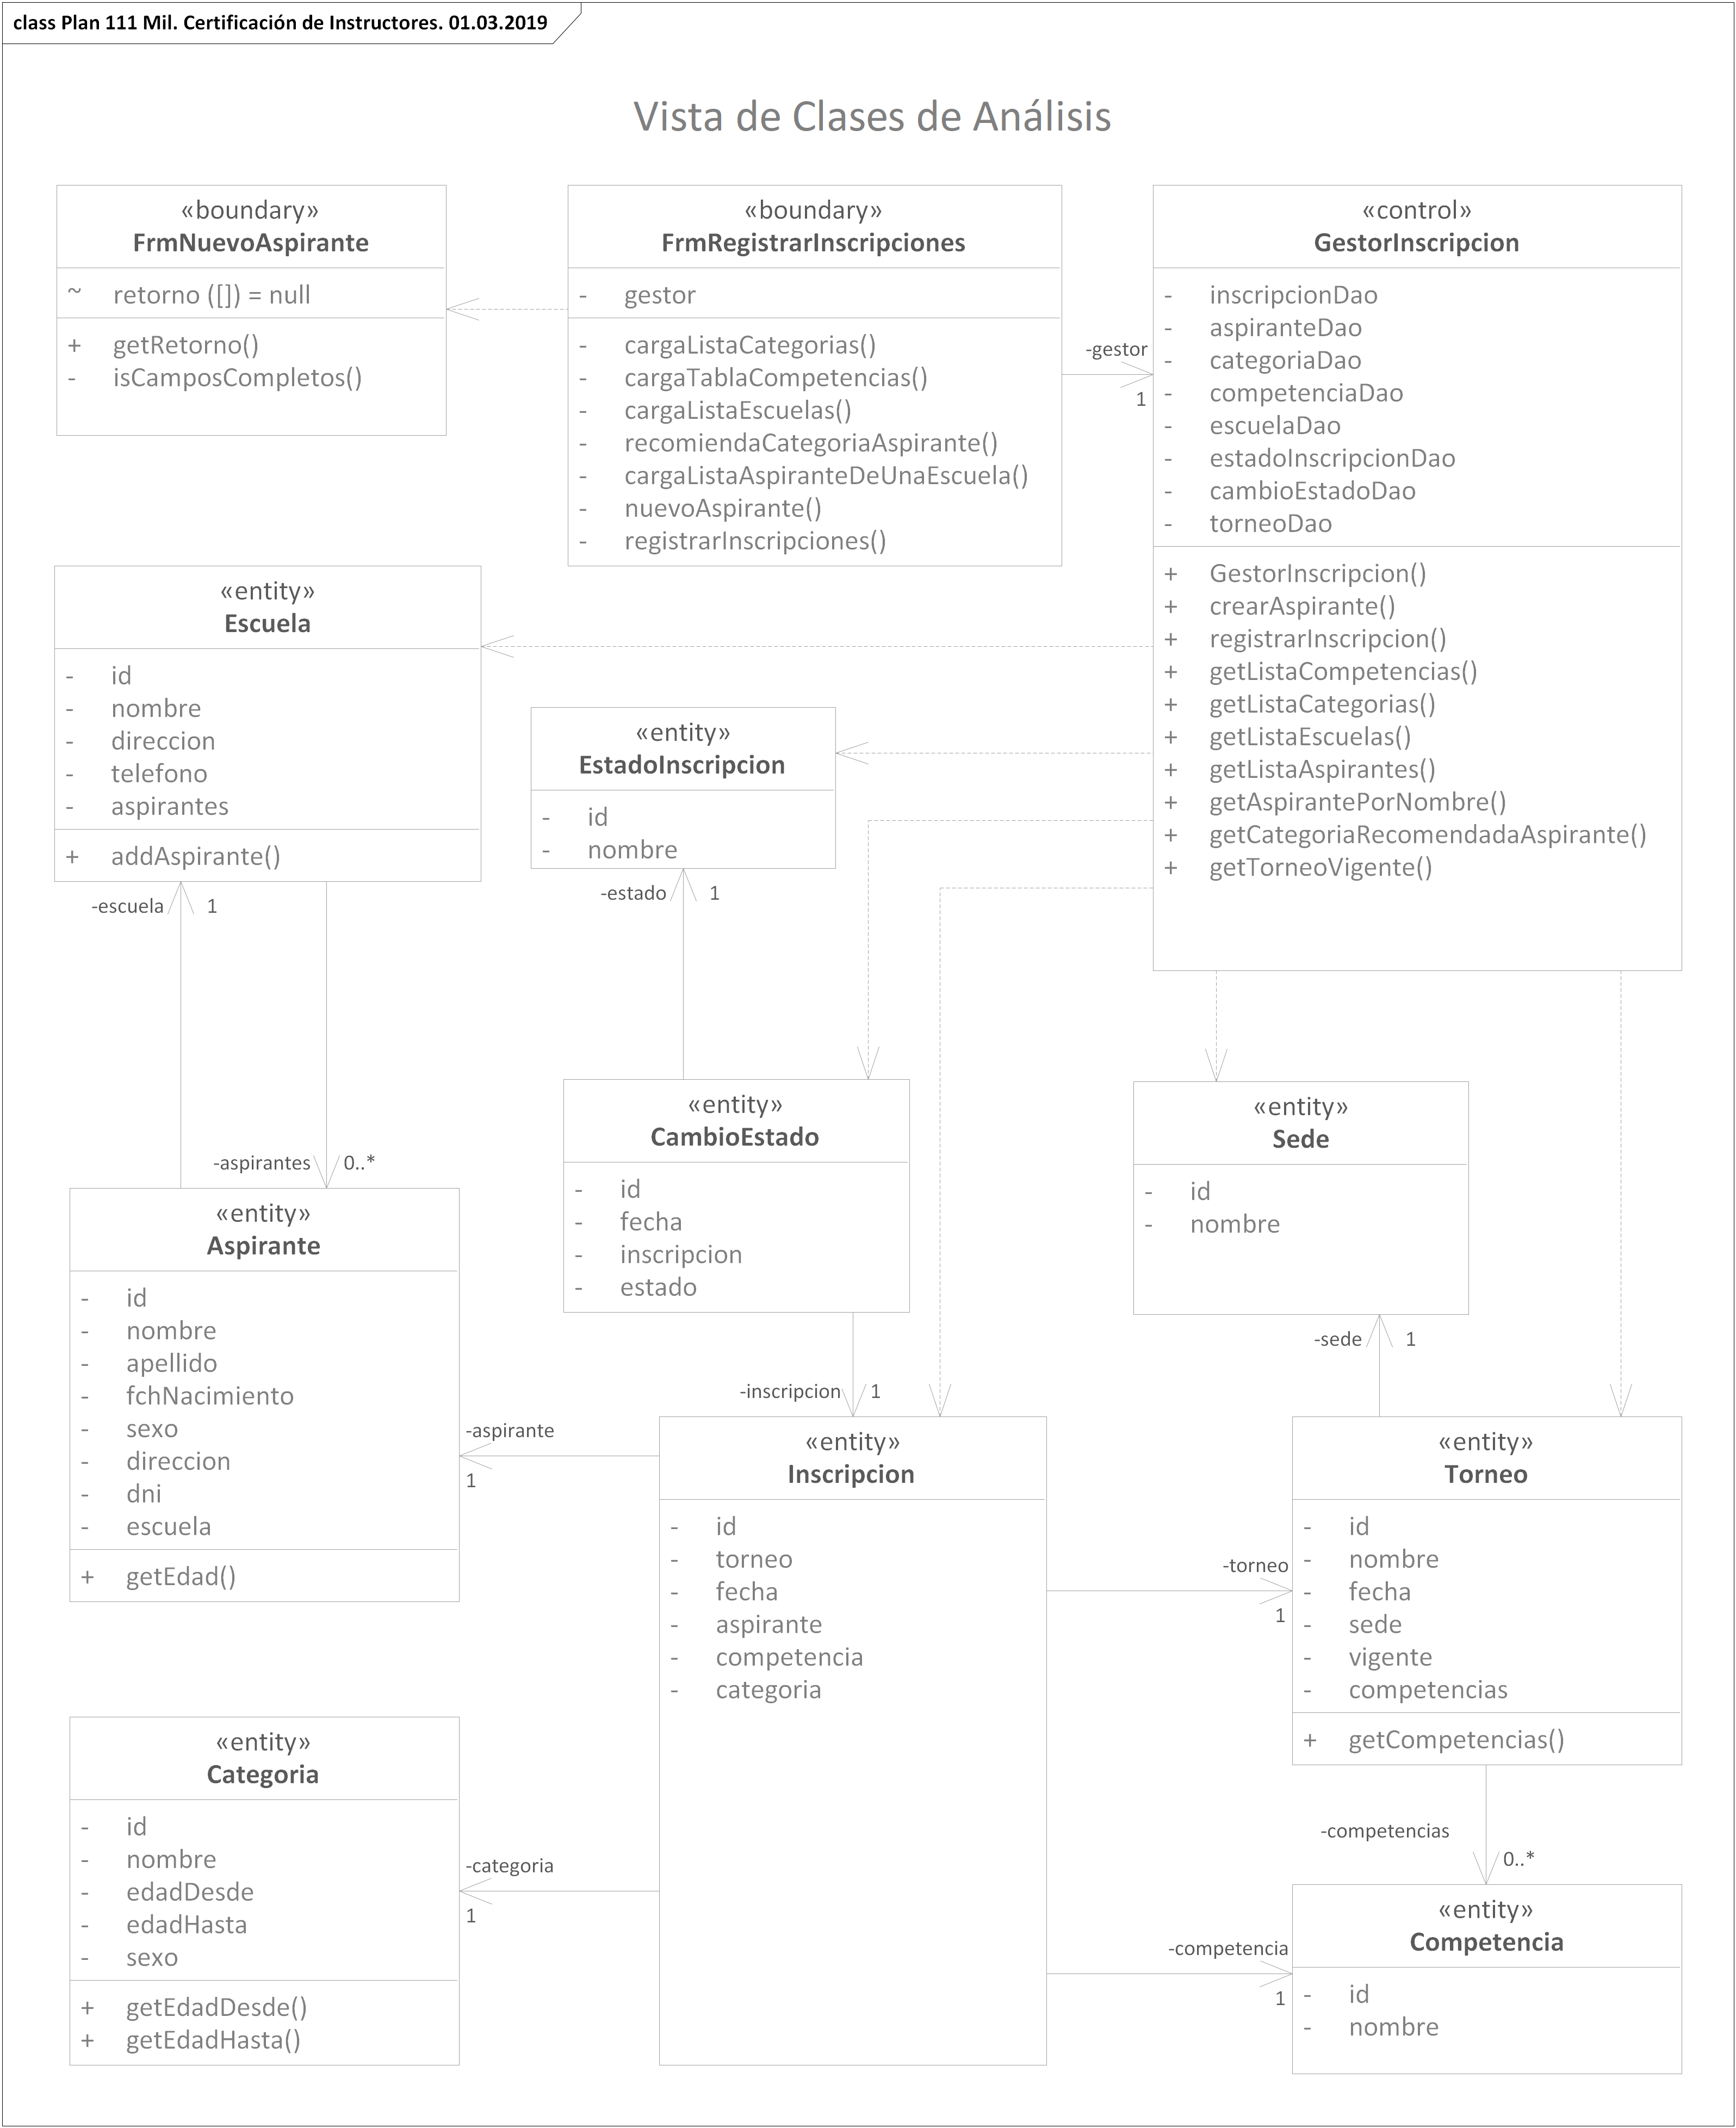 class Plan 111 Mil. Certificación de Instructores. 01.03.2019
Vista de Clases de Análisis
«boundary»
FrmNuevoAspirante
~ retorno ([]) = null
+ getRetorno()
- isCamposCompletos()
«boundary»
FrmRegistrarInscripciones
- gestor
- cargaListaCategorias()
- cargaTablaCompetencias()
- cargaListaEscuelas()
- recomiendaCategoriaAspirante()
- cargaListaAspiranteDeUnaEscuela()
- nuevoAspirante()
- registrarInscripciones()
-gestor
1
«control»
GestorInscripcion
- inscripcionDao
- aspiranteDao
- categoriaDao
- competenciaDao
- escuelaDao
- estadoInscripcionDao
- cambioEstadoDao
- torneoDao
+ GestorInscripcion()
+ crearAspirante()
+ registrarInscripcion()
+ getListaCompetencias()
+ getListaCategorias()
+ getListaEscuelas()
+ getListaAspirantes()
+ getAspirantePorNombre()
+ getCategoriaRecomendadaAspirante()
+ getTorneoVigente()
«entity»
Escuela
- id
- nombre
- direccion
- telefono
- aspirantes
+ addAspirante()
-escuela 1
«entity»
EstadoInscripcion
- id
- nombre
-estado 1
-aspirantes 0..*
«entity»
CambioEstado
- id
- fecha
- inscripcion
- estado
«entity»
Sede
- id
- nombre
-sede 1
«entity»
Aspirante
- id
- nombre
- apellido
- fchNacimiento
- sexo
- direccion
- dni
- escuela
+ getEdad()
-inscripcion 1
-aspirante
1
«entity»
Inscripcion
- id
- torneo
- fecha
- aspirante
- competencia
- categoria
-torneo
1
«entity»
Torneo
- id
- nombre
- fecha
- sede
- vigente
- competencias
+ getCompetencias()
«entity»
Categoria
- id
- nombre
- edadDesde
- edadHasta
- sexo
+ getEdadDesde()
+ getEdadHasta()
-categoria
1
-competencias
0..*
-competencia
1
«entity»
Competencia
- id
- nombre